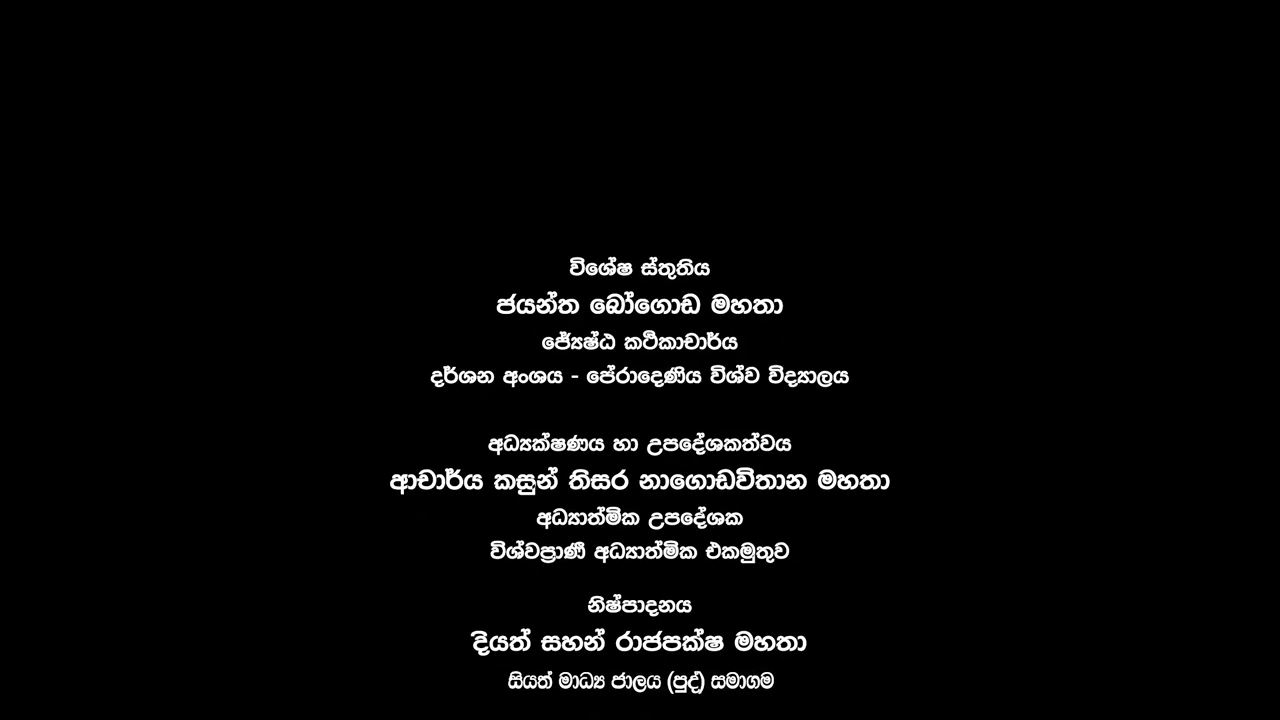 විශේෂ ස්තූතිය
ජයන්ත බෝගොඩ මහතා
ජ්‍යෙෂ්ඨ කථිකාචාර්ය
දර්ශන අංශය - පේරාදෙණිය විශ්ව විද්‍යාලය
අධ්‍යක්ෂණය හා උපදේශකත්වය
ආචාර්ය කසුන් තිසර නාගොඩවිතාන මහතා
අධ්‍යාත්මික උපදේශක
විශ්වප්‍රාණී අධ්‍යාත්මික එකමුතුව
නිෂ්පාදනය
දියත් සහන් රාජපක්ෂ මහතා
සියත් මාධ්‍ය ජාලය (පුද්) සමාගම